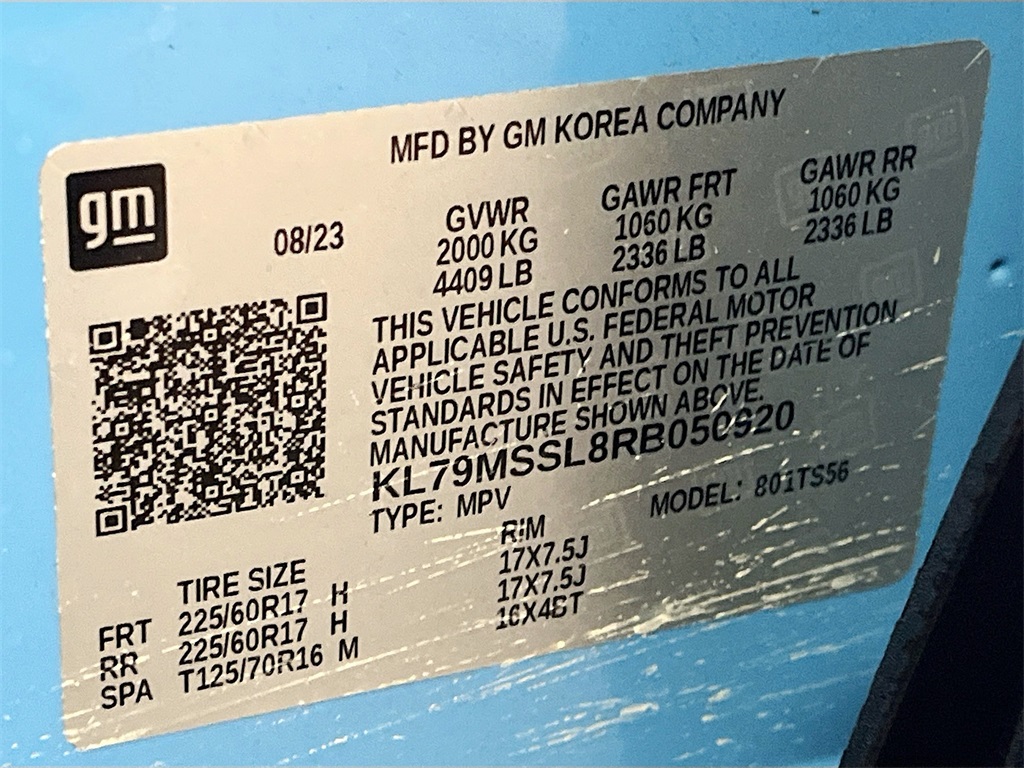 MFD BY GM KOREA COMPANY
gm
08/23
GVWR GAWR FRT GAWR RR
2000 KG 1060 KG 1060 KG
4409 LB 2336 LB 2336 LB
THIS VEHICLE CONFORMS TO ALL
APPLICABLE U.S. FEDERAL MOTOR
VEHICLE SAFETY AND THEFT PREVENTION
STANDARDS IN EFFECT ON THE DATE OF
MANUFACTURE SHOWN ABOVE.
KL79MSSL8RB050920
TYPE: MPV MODEL: 801TS56
TIRE SIZE RIM
FRT 225/60R17 H 17X7.5J
RR 225/60R17 H 17X7.5J
SPA T125/70R16 M 16X4BT